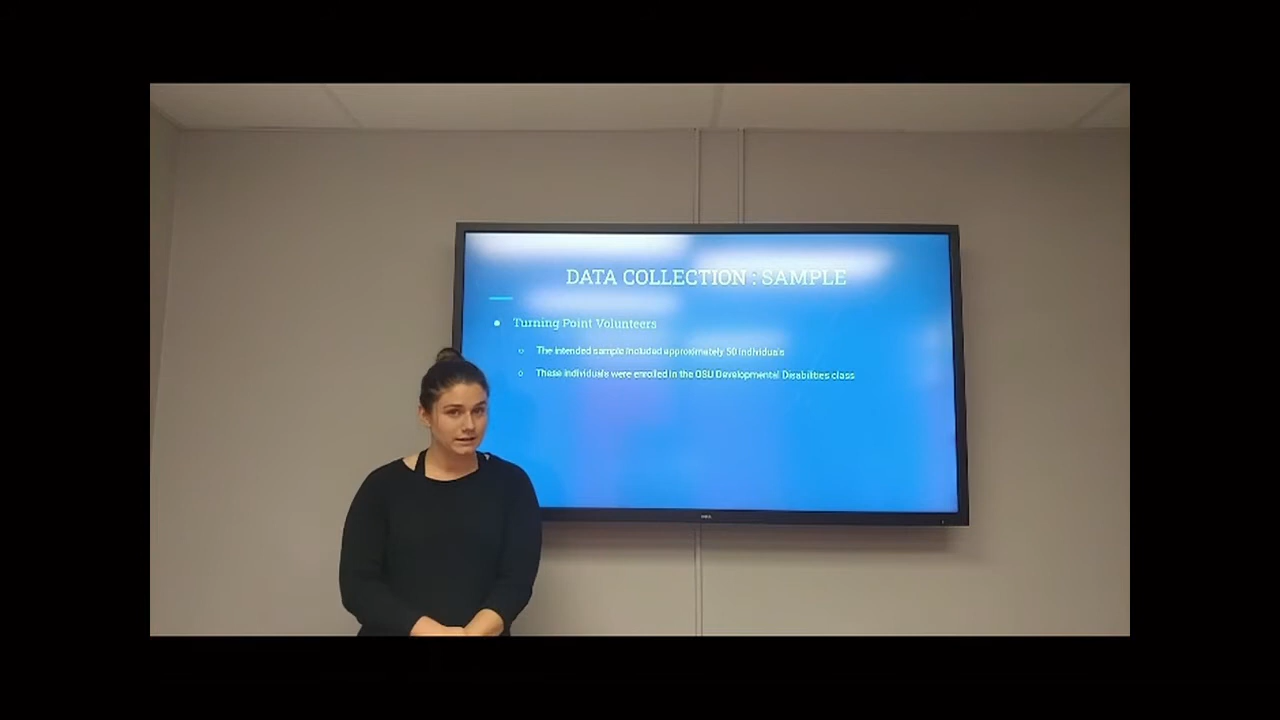 DATA COLLECTION : SAMPLE
Turning Point Volunteers
The intended sample included approximately 50 individuals
These individuals were enrolled in the OSU Developmental Disabilities class